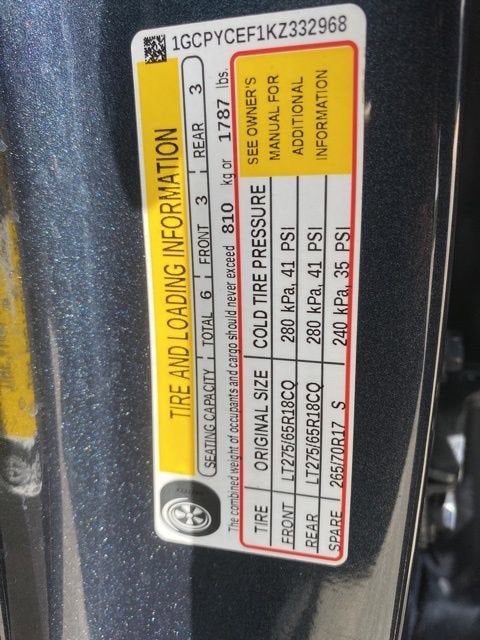 1GCPYCEF1KZ332968
TIRE AND LOADING INFORMATION
SEATING CAPACITY TOTAL 6 FRONT 3 REAR 3
The combined weight of occupants and cargo should never exceed 810 kg or 1787 lbs.
TIRE ORIGINAL SIZE COLD TIRE PRESSURE
FRONT LT275/65R18CQ 280 kPa, 41 PSI
REAR LT275/65R18CQ 280 kPa, 41 PSI
SPARE 265/70R17 S 240 kPa, 35 PSI
SEE OWNER'S
MANUAL FOR
ADDITIONAL
INFORMATION